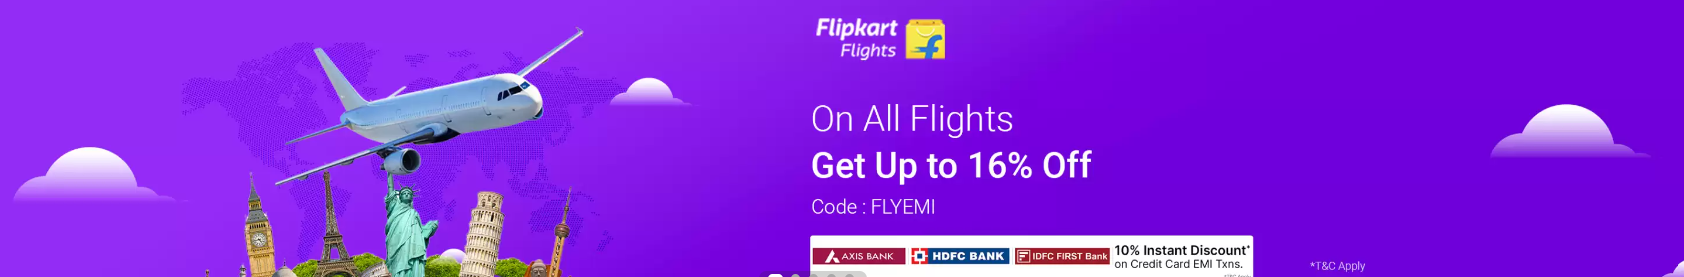 Flipkart
Flights
On All Flights
Get Up to 16% Off
Code : FLYEMI
AXIS BANK
HDFC BANK
IDFC FIRST Bank
10% Instant Discount*
on Credit Card EMI Txns.
*T&C Apply